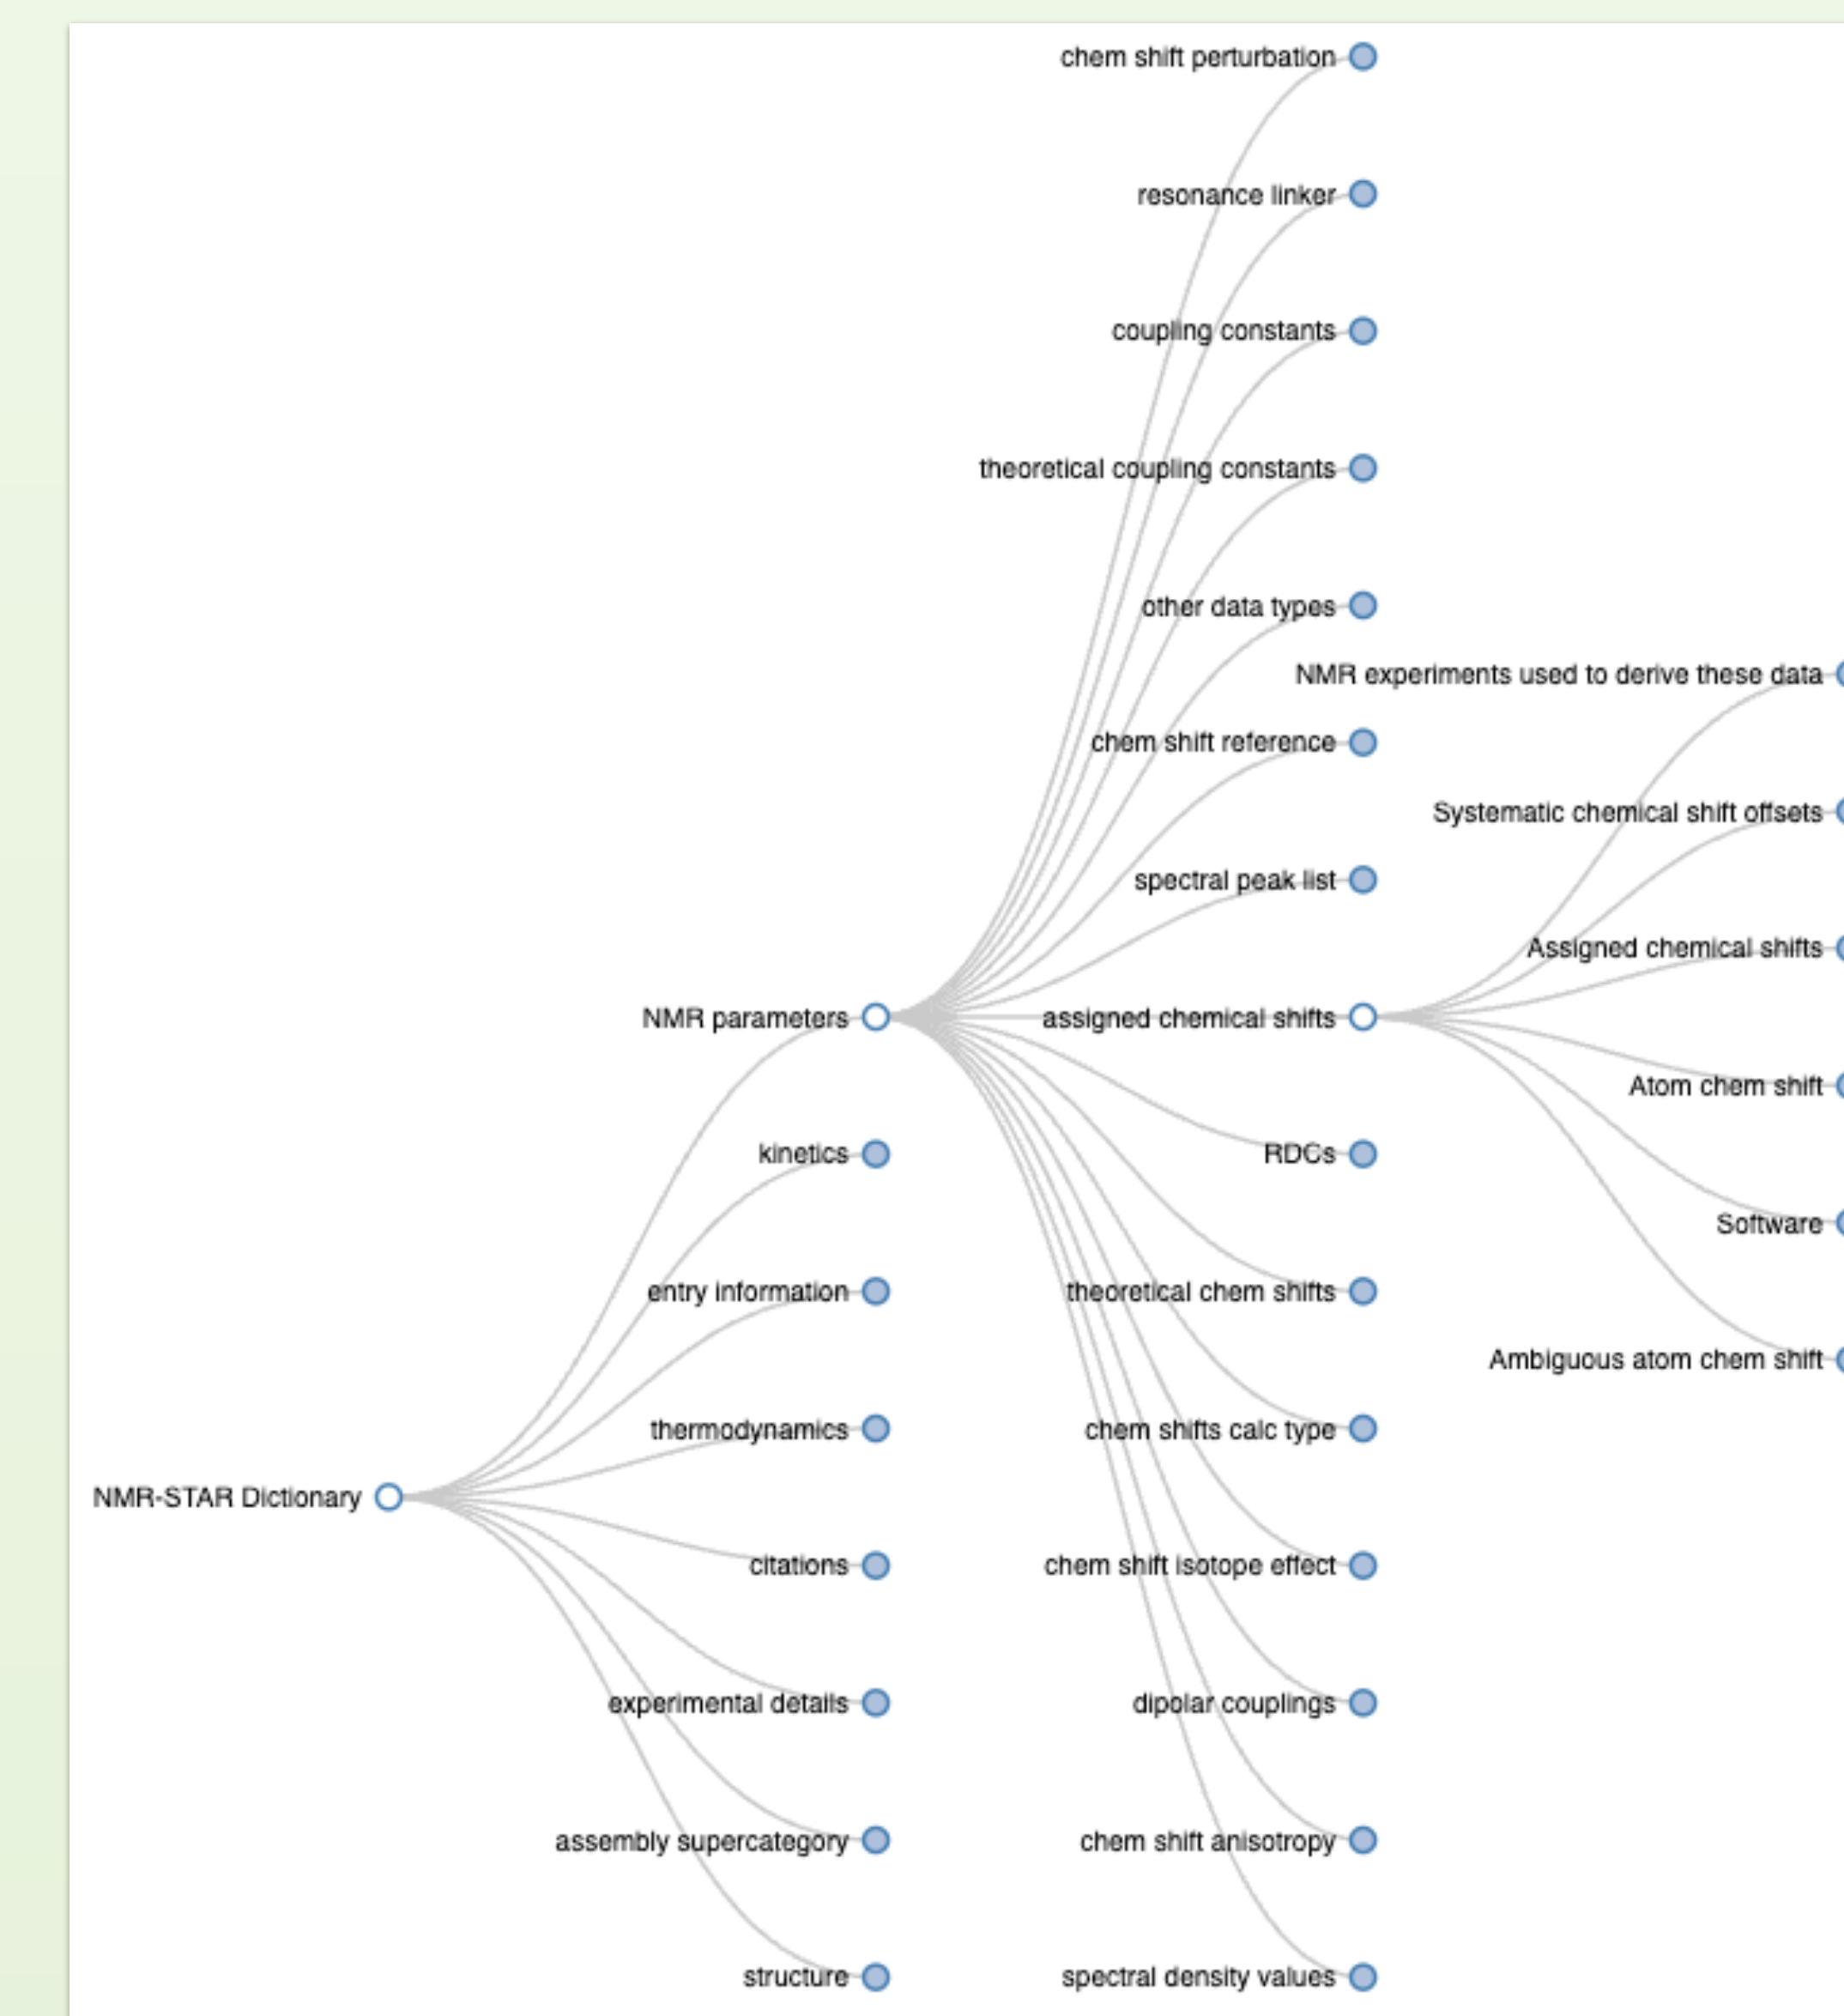 chem shift perturbation
resonance linker
coupling constants
theoretical coupling constants
other data types
NMR experiments used to derive these data
chem shift reference
Systematic chemical shift offsets
spectral peak list
Assigned chemical shifts
NMR parameters
assigned chemical shifts
Atom chem shift
kinetics
RDCs
Software
entry information
theoretical chem shifts
Ambiguous atom chem shift
thermodynamics
chem shifts calc type
NMR-STAR Dictionary
citations
chem shift isotope effect
experimental details
dipolar couplings
assembly supercategory
chem shift anisotropy
structure
spectral density values